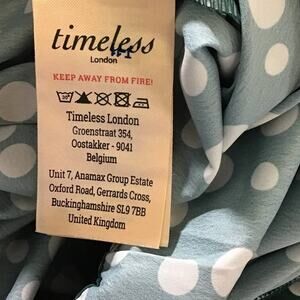 timeless
London
KEEP AWAY FROM FIRE!
Timeless London
Groenstraat 354,
Oostakker - 9041
Belgium
Unit 7, Anamax Group Estate
Oxford Road, Gerrards Cross,
Buckinghamshire SL9 7BB
United Kingdom